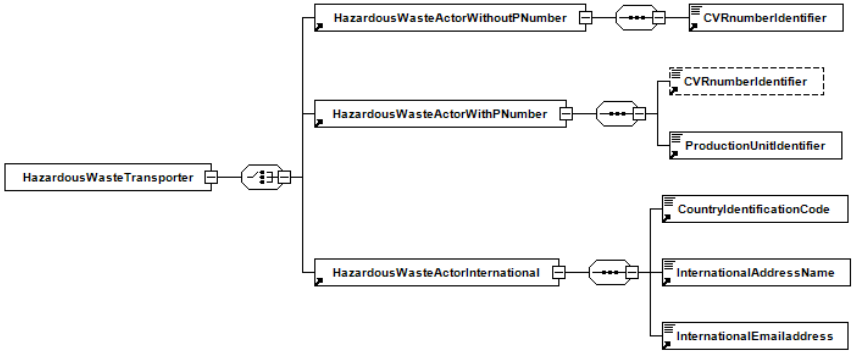 HazardousWasteActorWithoutPNumber
CVRnumberIdentifier
CVRnumberIdentifier
HazardousWasteActorWithPNumber
ProductionUnitIdentifier
HazardousWasteTransporter
CountryIdentificationCode
HazardousWasteActorInternational
InternationalAddressName
InternationalEmailaddress